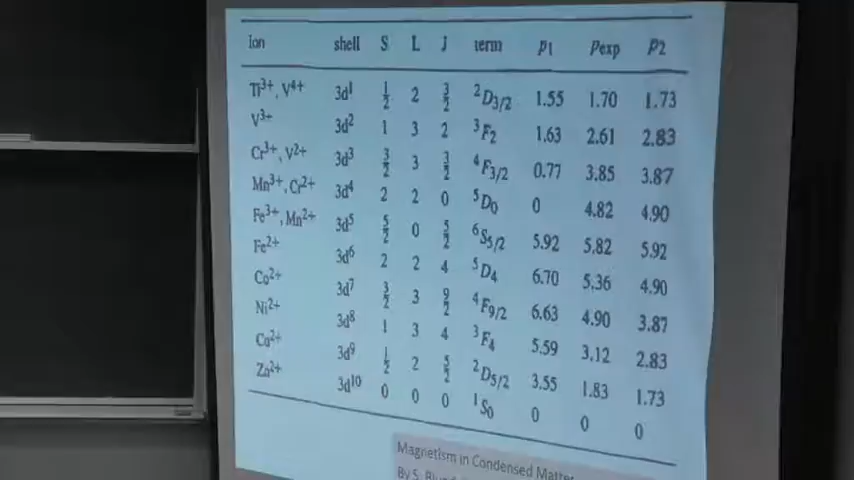 ion shell S L J term p1 pexp p2
Ti3+, V4+ 3d1 1/2 2 3/2 2D3/2 1.55 1.70 1.73
V3+ 3d2 1 3 2 3F2 1.63 2.61 2.83
Cr3+, V2+ 3d3 3/2 3 3/2 4F3/2 0.77 3.85 3.87
Mn3+, Cr2+ 3d4 2 2 0 5D0 0 4.82 4.90
Fe3+, Mn2+ 3d5 5/2 0 5/2 6S5/2 5.92 5.82 5.92
Fe2+ 3d6 2 2 4 5D4 6.70 5.36 4.90
Co2+ 3d7 3/2 3 9/2 4F9/2 6.63 4.90 3.87
Ni2+ 3d8 1 3 4 3F4 5.59 3.12 2.83
Cu2+ 3d9 1/2 2 5/2 2D5/2 3.55 1.83 1.73
Zn2+ 3d10 0 0 0 1S0 0 0 0
Magnetism in Condensed Matter
By S.